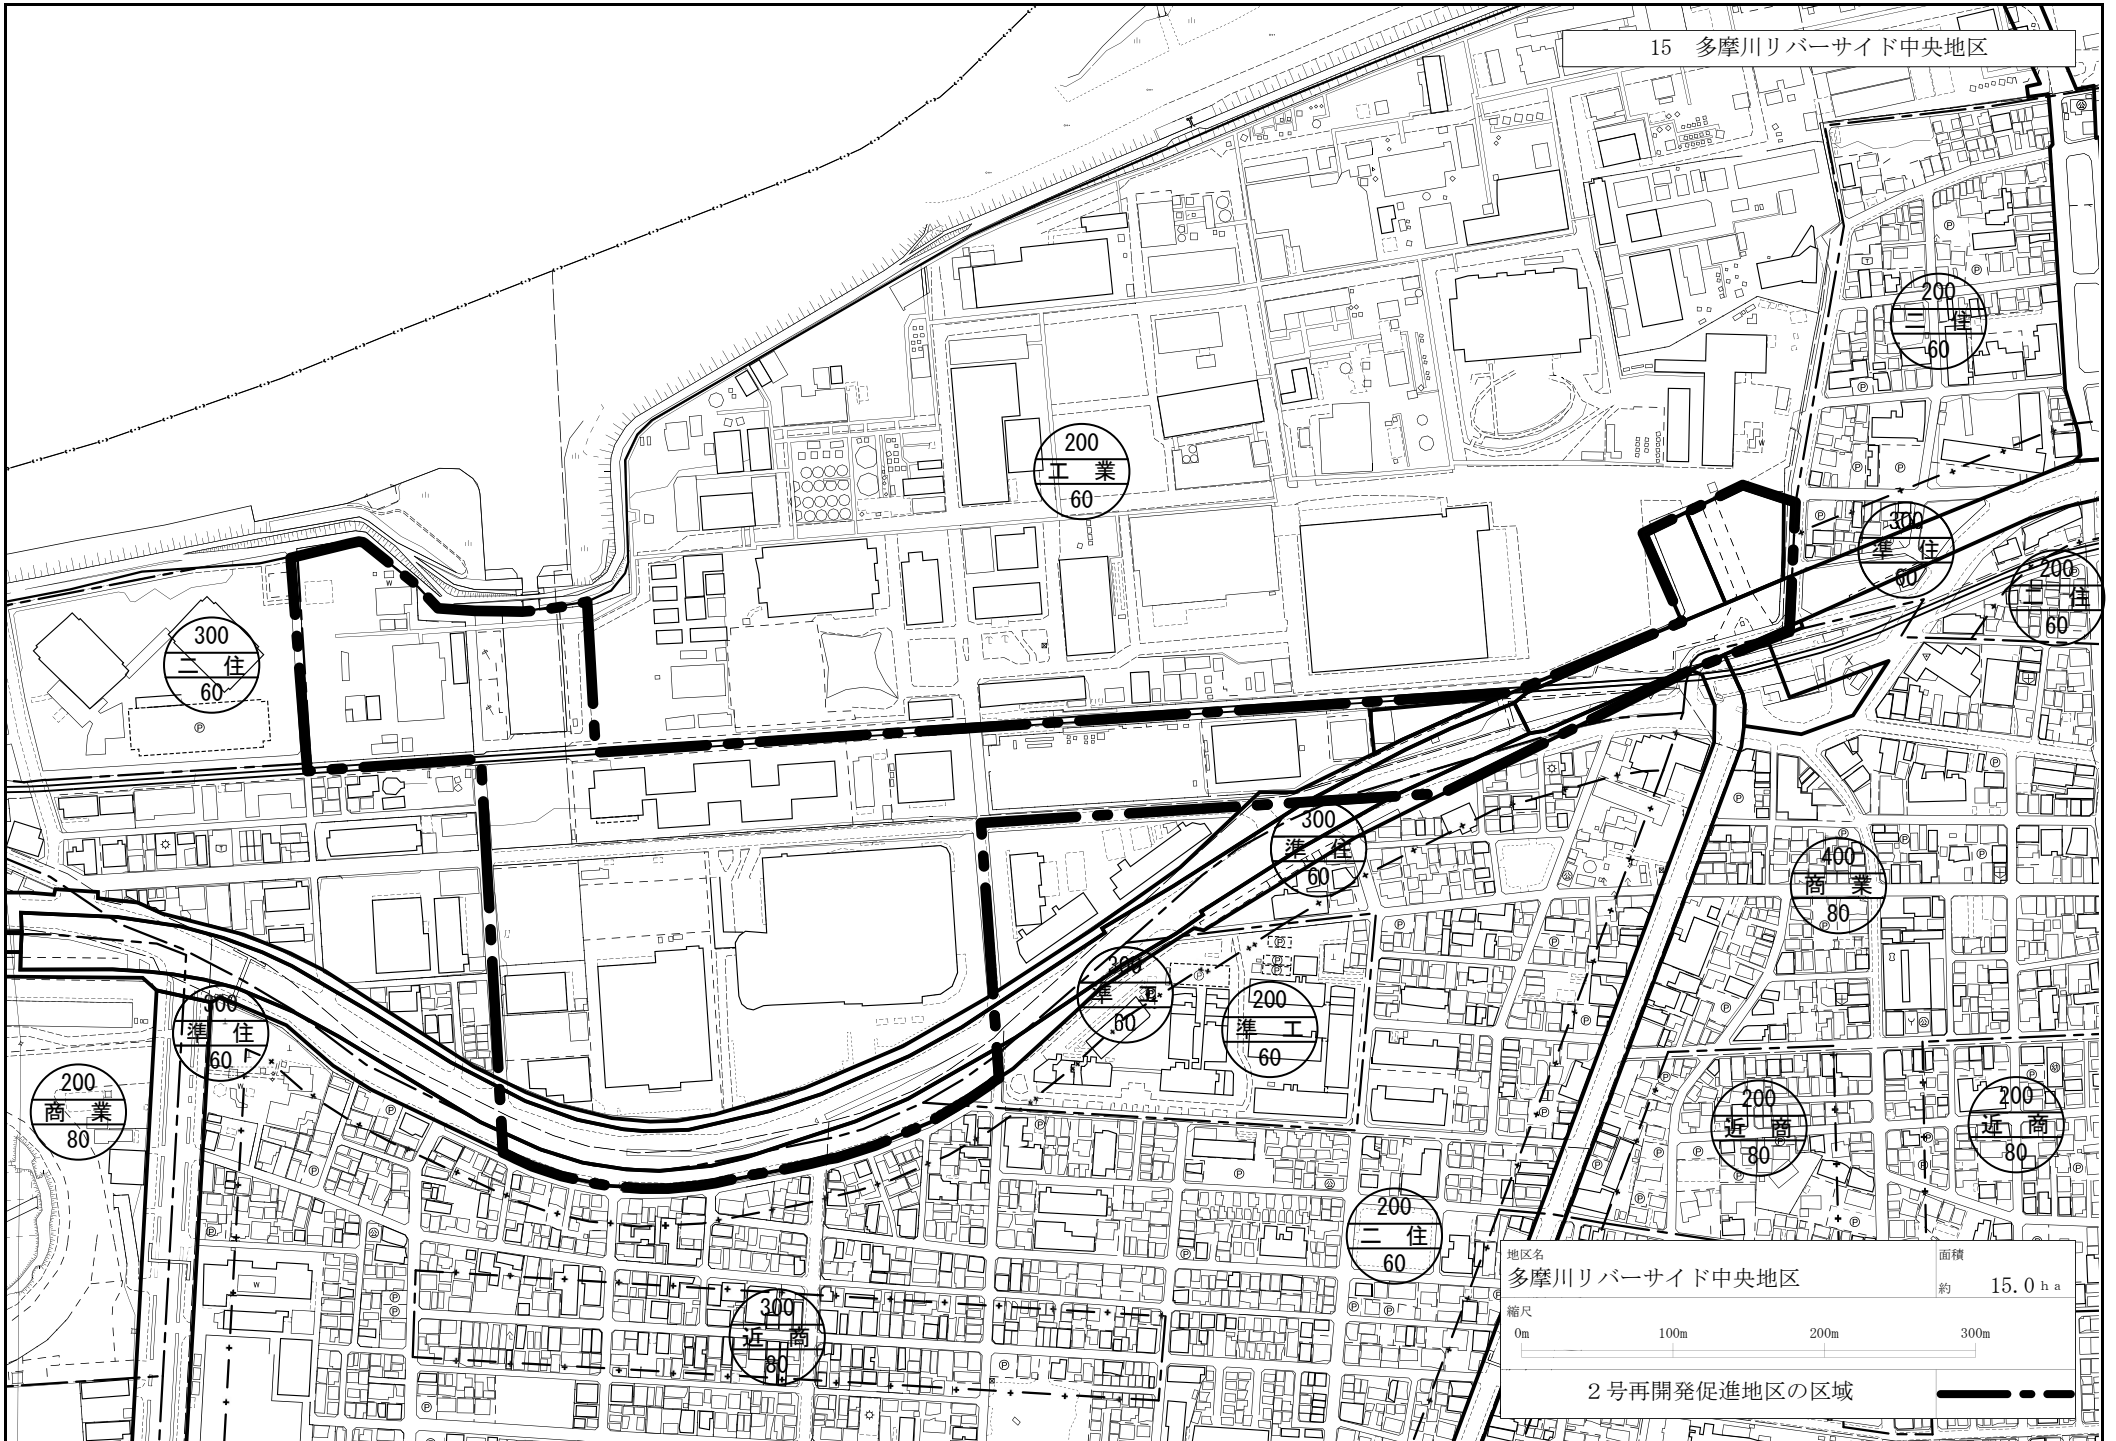 15 多摩川リバーサイド中央地区
200
二 住
60
200
工 業
60
300
準 住
60
200
二 住
60
300
二 住
60
300
準 住
60
400
商 業
80
300
準 工
60
200
準 工
60
300
準 住
60
200
商 業
80
200
近 商
80
200
近 商
80
200
二 住
60
300
近 商
80
地区名
多摩川リバーサイド中央地区
面積
約 15.0 ha
縮尺
0m 100m 200m 300m
2号再開発促進地区の区域